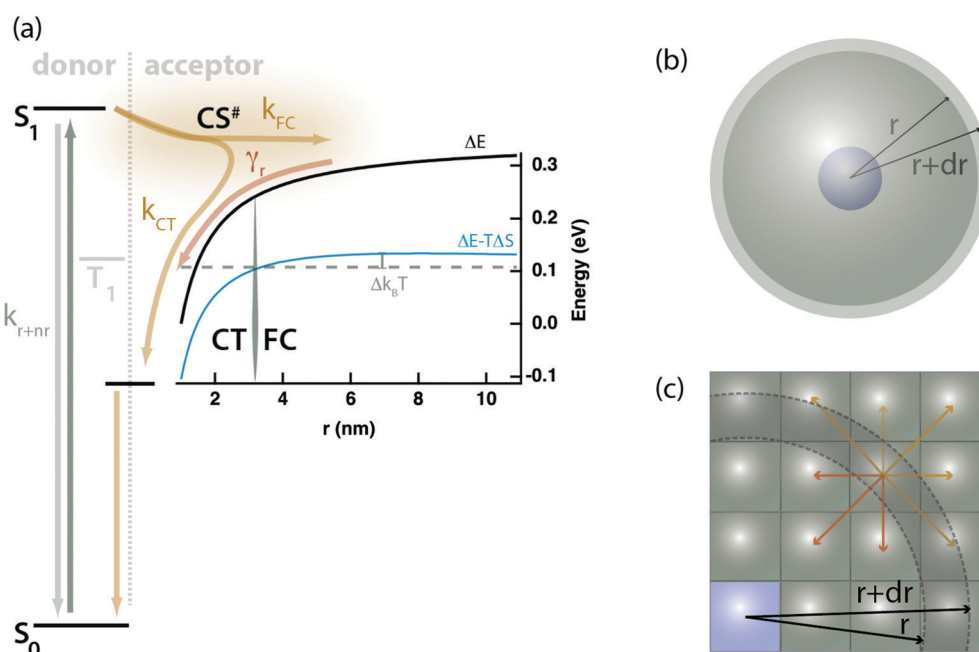 (a)
donor
acceptor
S1
CS#
kFC
γr
kCT
T1
kr+nr
S0
ΔE
ΔE-TΔS
ΔkBT
CT
FC
0.3
0.2
0.1
0.0
-0.1
Energy (eV)
2
4
6
8
10
r (nm)
(b)
r
r+dr
(c)
r+dr
r